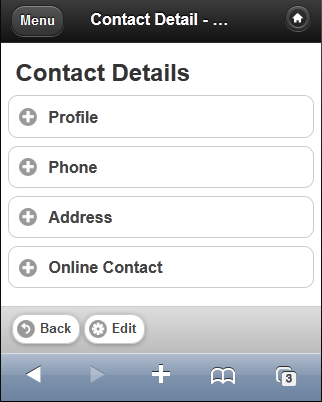 Menu Contact Detail - ...
Contact Details
Profile
Phone
Address
Online Contact
Back Edit
3